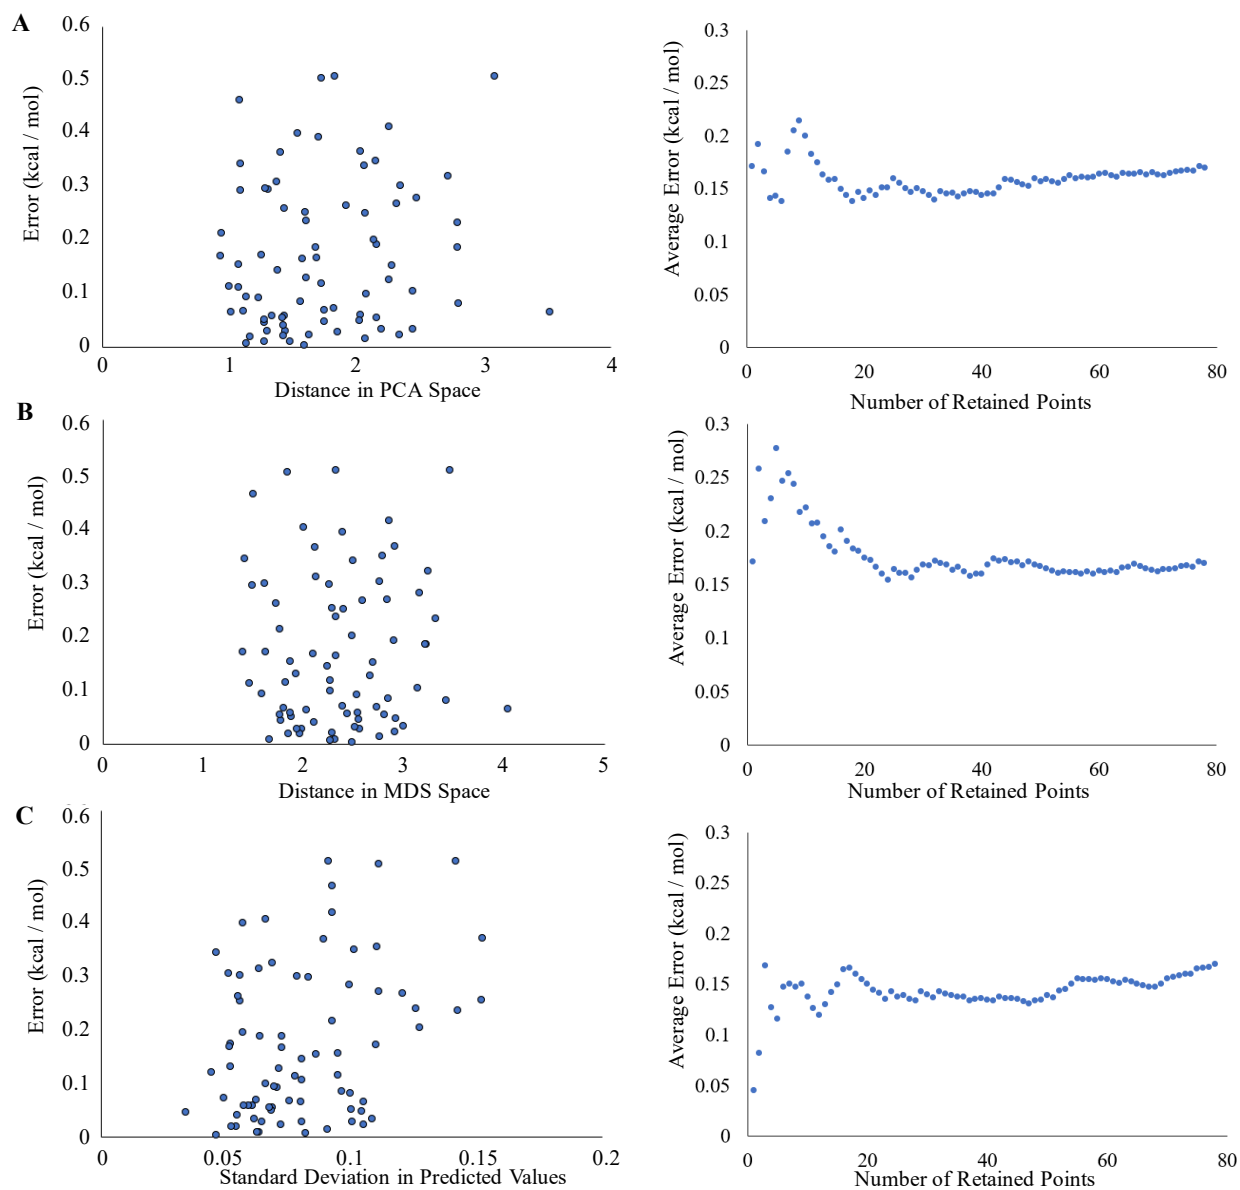 A
Error (kcal / mol)
0.6
0.5
0.4
0.3
0.2
0.1
0
0 1 2 3 4
Distance in PCA Space
Average Error (kcal / mol)
0.3
0.25
0.2
0.15
0.1
0.05
0
0 20 40 60 80
Number of Retained Points
B
Error (kcal / mol)
0.6
0.5
0.4
0.3
0.2
0.1
0
0 1 2 3 4 5
Distance in MDS Space
Average Error (kcal / mol)
0.3
0.25
0.2
0.15
0.1
0.05
0
0 20 40 60 80
Number of Retained Points
C
Error (kcal / mol)
0.6
0.5
0.4
0.3
0.2
0.1
0
0 0.05 0.1 0.15 0.2
Standard Deviation in Predicted Values
Average Error (kcal / mol)
0.3
0.25
0.2
0.15
0.1
0.05
0
0 20 40 60 80
Number of Retained Points